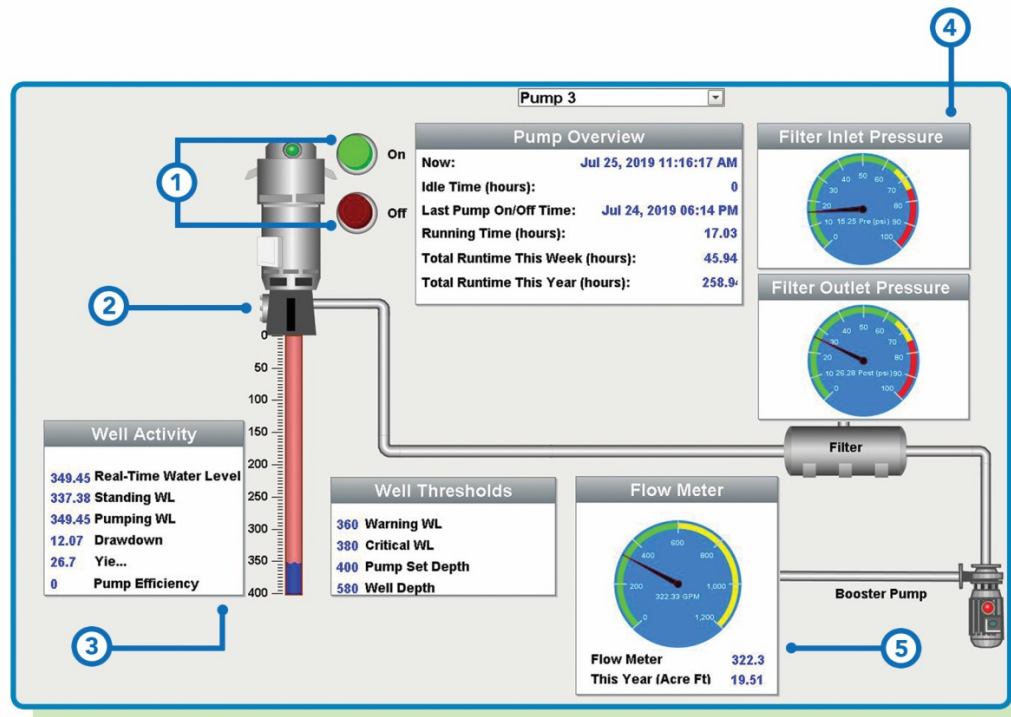 4
Pump 3
1
On
Off
Pump Overview
Now: Jul 25, 2019 11:16:17 AM
Idle Time (hours): 0
Last Pump On/Off Time: Jul 24, 2019 06:14 PM
Running Time (hours): 17.03
Total Runtime This Week (hours): 45.94
Total Runtime This Year (hours): 258.94
Filter Inlet Pressure
0 10 20 30 40 50 60 70 80 90 100
15.25 Pre (psi)
Filter Outlet Pressure
0 10 20 30 40 50 60 70 80 90 100
26.28 Post (psi)
2
0
50
100
150
200
250
300
350
400
Well Activity
349.45 Real-Time Water Level
337.38 Standing WL
349.45 Pumping WL
12.07 Drawdown
26.7 Yie...
0 Pump Efficiency
3
Well Thresholds
360 Warning WL
380 Critical WL
400 Pump Set Depth
580 Well Depth
Filter
Flow Meter
0 200 400 600 800 1,000 1,200
322.33 GPM
Flow Meter 322.3
This Year (Acre Ft) 19.51
Booster Pump
5